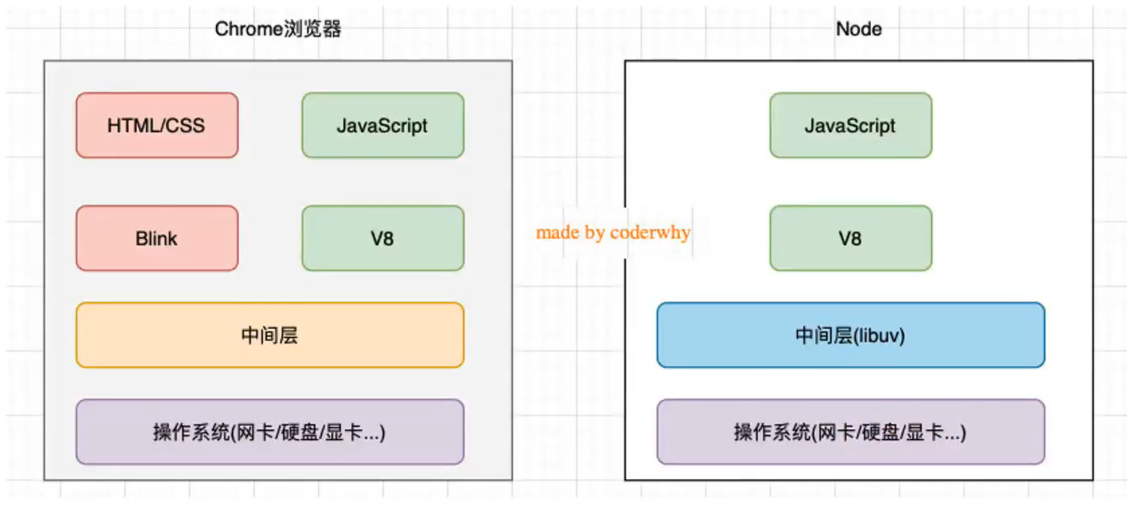 Chrome浏览器
HTML/CSS
JavaScript
Blink
V8
中间层
操作系统(网卡/硬盘/显卡...)
made by coderwhy
Node
JavaScript
V8
中间层(libuv)
操作系统(网卡/硬盘/显卡...)